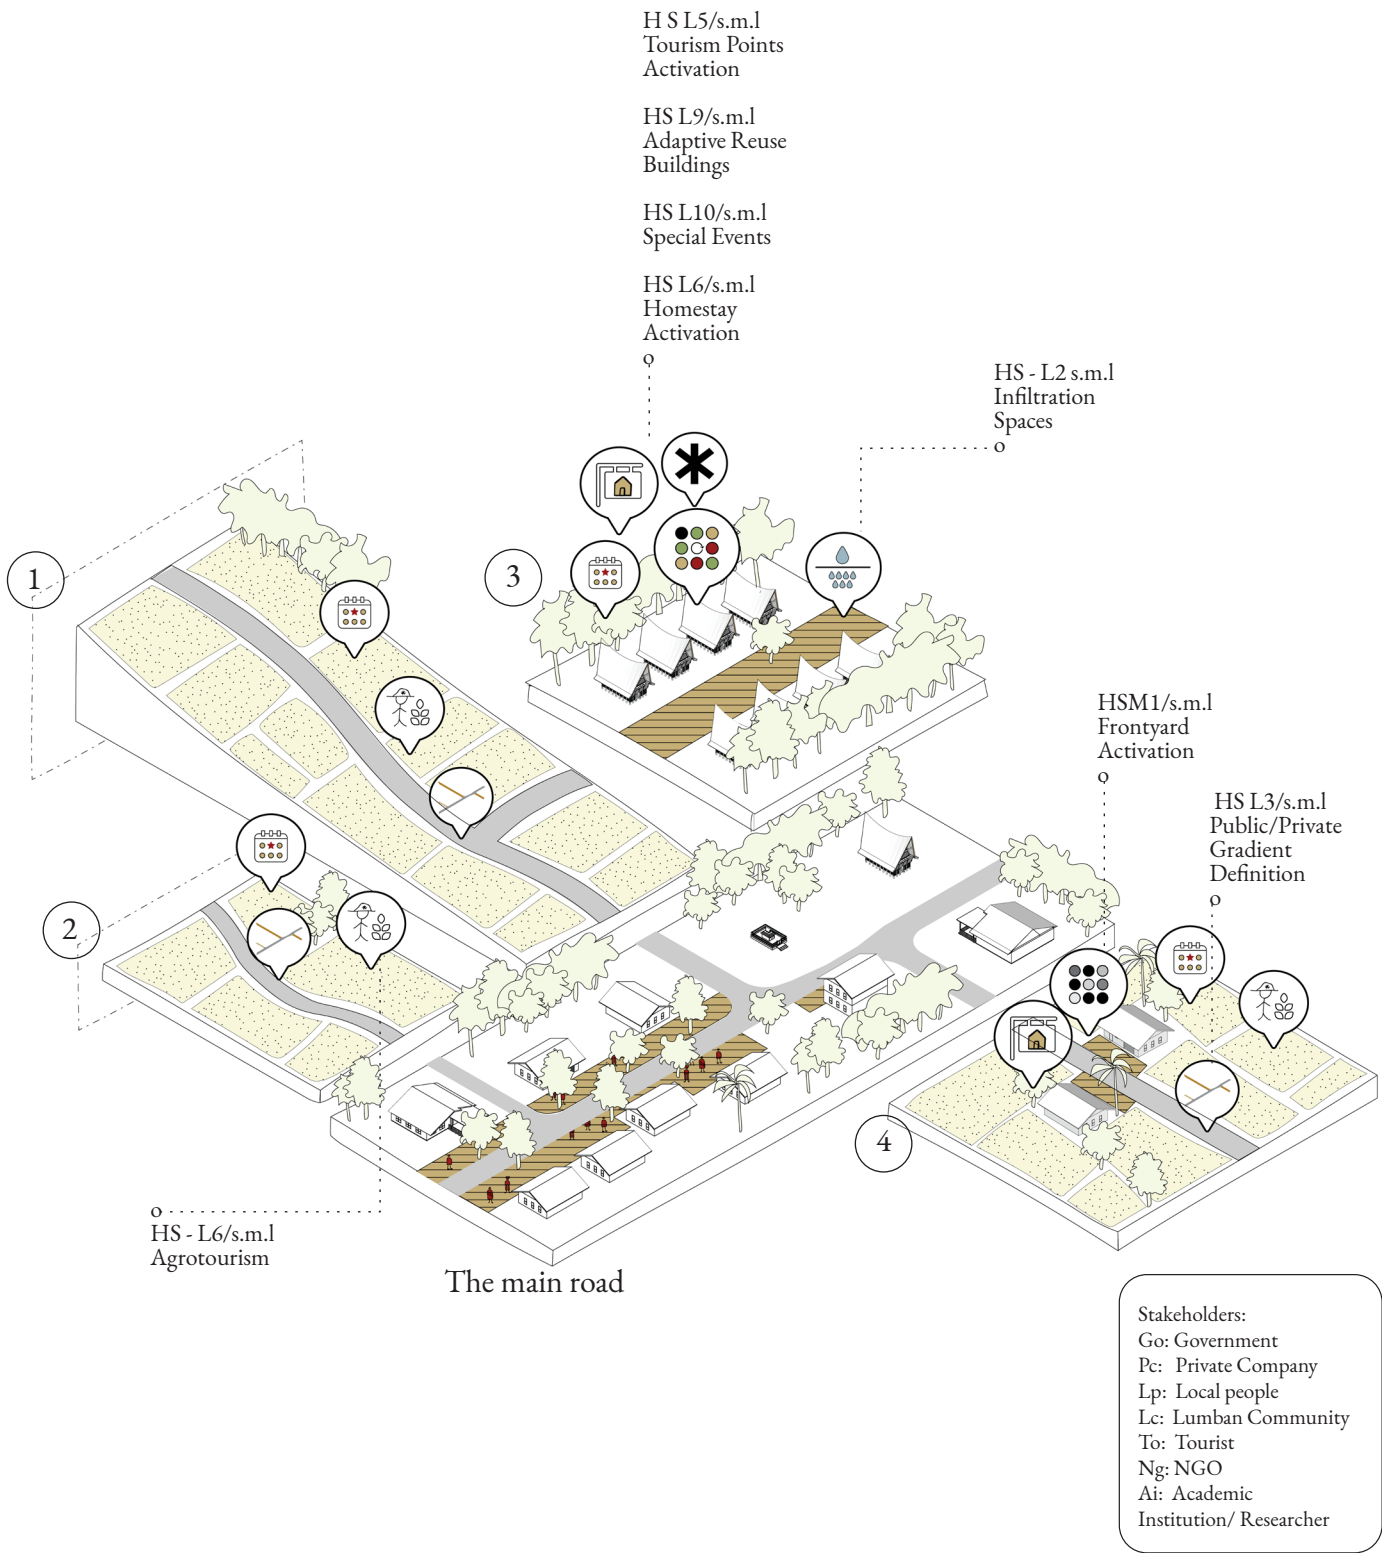 H S L5/s.m.l
Tourism Points
Activation
HS L9/s.m.l
Adaptive Reuse
Buildings
HS L10/s.m.l
Special Events
HS L6/s.m.l
Homestay
Activation
HS - L2 s.m.l
Infiltration
Spaces
1
3
HSM1/s.m.l
Frontyard
Activation
HS L3/s.m.l
Public/Private
Gradient
Definition
2
4
HS - L6/s.m.l
Agrotourism
The main road
Stakeholders:
Go: Government
Pc: Private Company
Lp: Local people
Lc: Lumban Community
To: Tourist
Ng: NGO
Ai: Academic
Institution/ Researcher